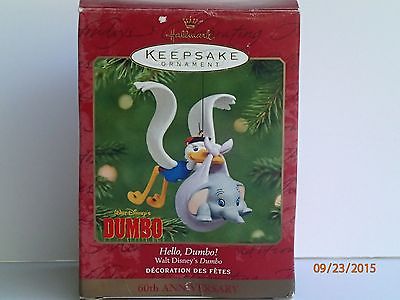 Hallmark
KEEPSAKE
ORNAMENT
Walt Disney's
DUMBO
Hello, Dumbo!
Walt Disney's Dumbo
DÉCORATION DES FÊTES
60th ANNIVERSARY
09/23/2015